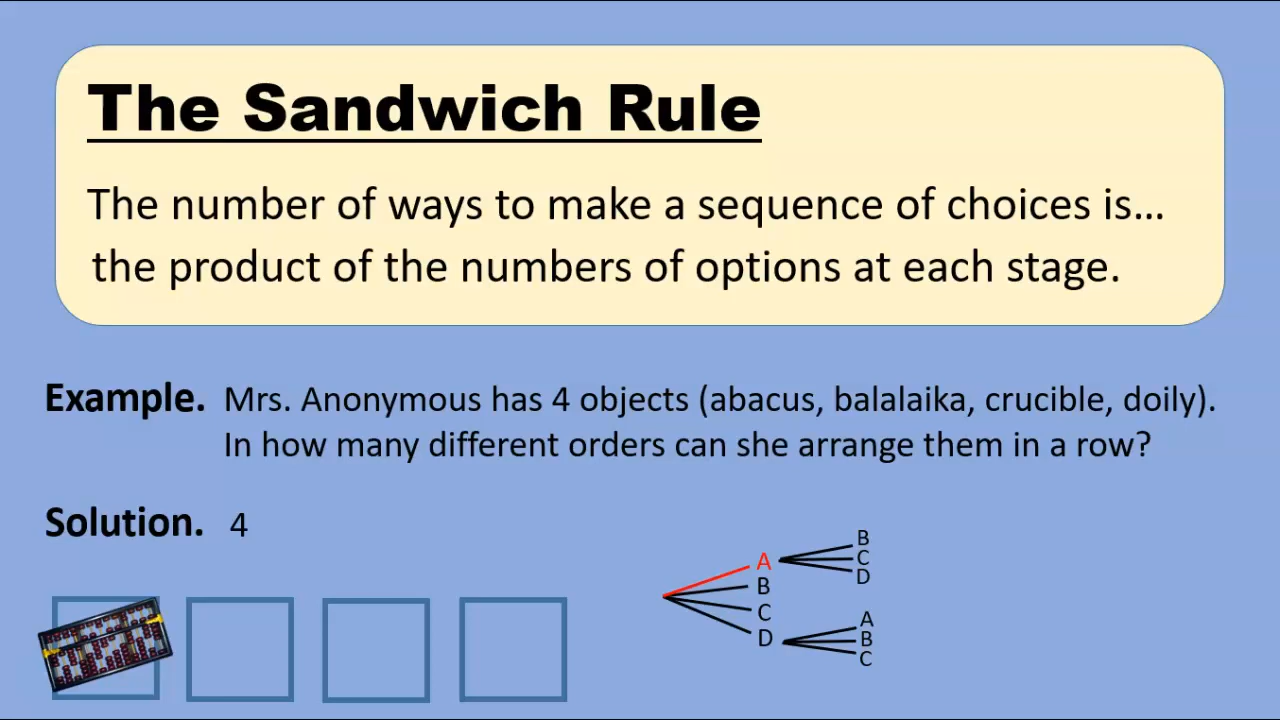 The Sandwich Rule
The number of ways to make a sequence of choices is...
the product of the numbers of options at each stage.
Example. Mrs. Anonymous has 4 objects (abacus, balalaika, crucible, doily).
In how many different orders can she arrange them in a row?
Solution. 4
A
B
C
D
B
C
D
A
B
C